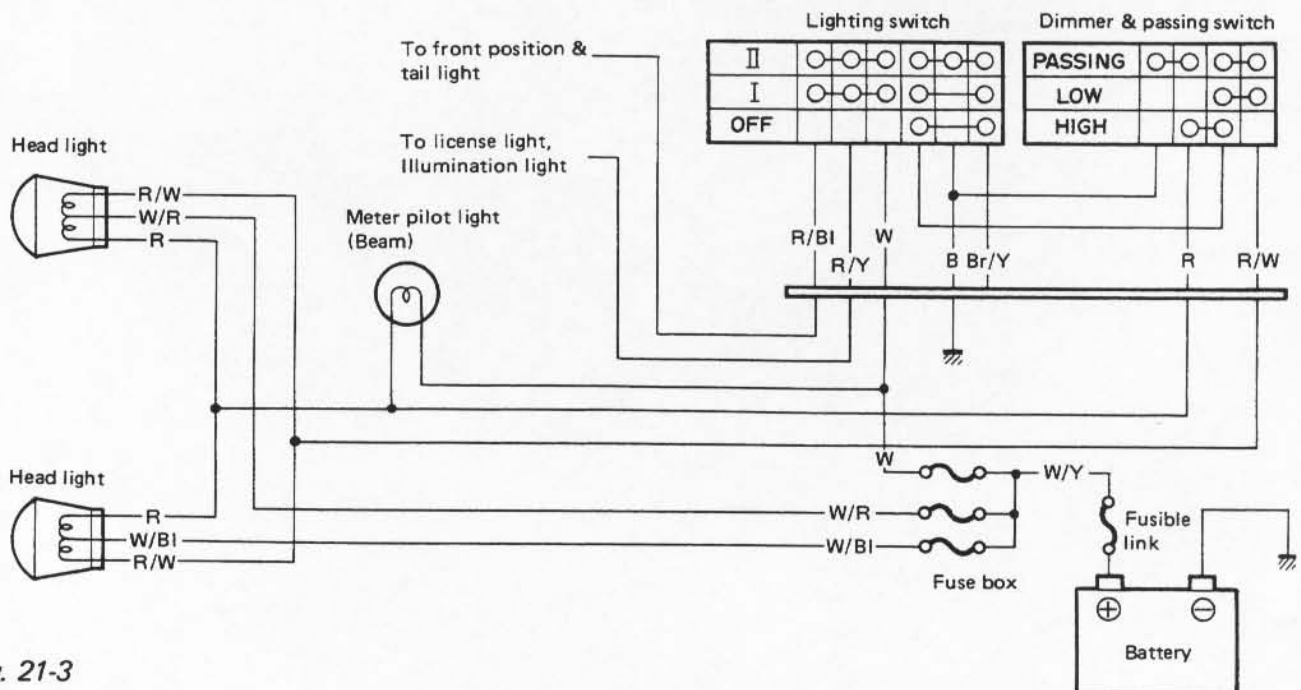 Lighting switch
Dimmer & passing switch
To front position &
tail light
II
I
OFF
PASSING
LOW
HIGH
To license light,
Illumination light
Head light
R/W
W/R
R
Meter pilot light
(Beam)
R/Bl
R/Y
W
B
Br/Y
R
R/W
Head light
R
W/Bl
R/W
W
W/Y
W/R
W/Bl
Fusible
link
Fuse box
+
−
Battery
. 21-3